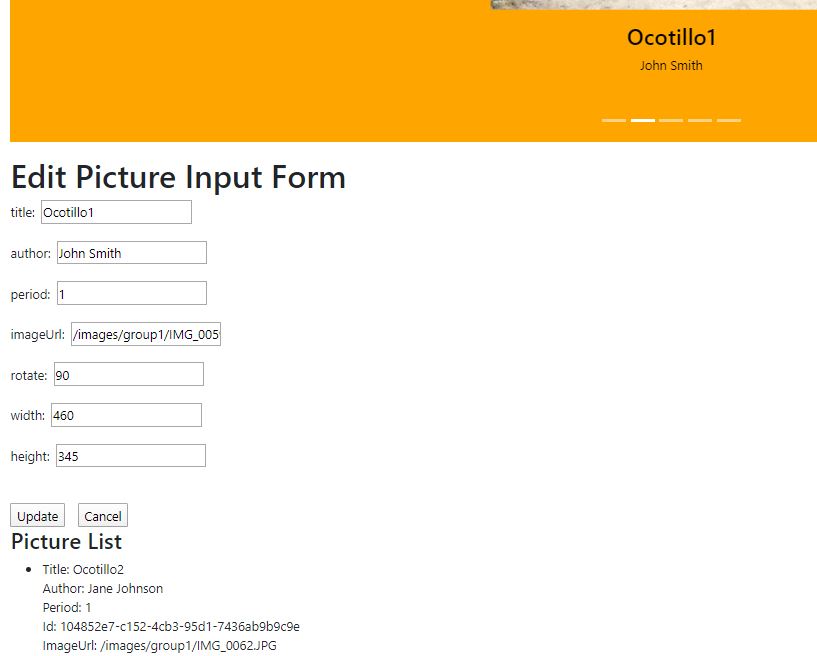 Ocotillo1
John Smith
Edit Picture Input Form
title: Ocotillo1
author: John Smith
period: 1
imageUrl: /images/group1/IMG_005
rotate: 90
width: 460
height: 345
Update Cancel
Picture List
Title: Ocotillo2
Author: Jane Johnson
Period: 1
Id: 104852e7-c152-4cb3-95d1-7436ab9b9c9e
ImageUrl: /images/group1/IMG_0062.JPG